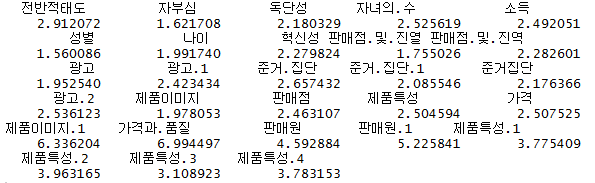 전반적태도 자부심 독단성 자녀의.수 소득
2.912072 1.621708 2.180329 2.525619 2.492051
성별 나이 혁신성 판매점.및.진열 판매점.및.진역
1.560086 1.991740 2.279824 1.755026 2.282601
광고 광고.1 준거.집단 준거.집단.1 준거집단
1.952540 2.423434 2.657432 2.085546 2.176366
광고.2 제품이미지 판매점 제품특성 가격
2.536123 1.978053 2.463107 2.504594 2.507525
제품이미지.1 가격과.품질 판매원 판매원.1 제품특성.1
6.336204 6.994497 4.592884 5.225841 3.775409
제품특성.2 제품특성.3 제품특성.4
3.963165 3.108923 3.783153